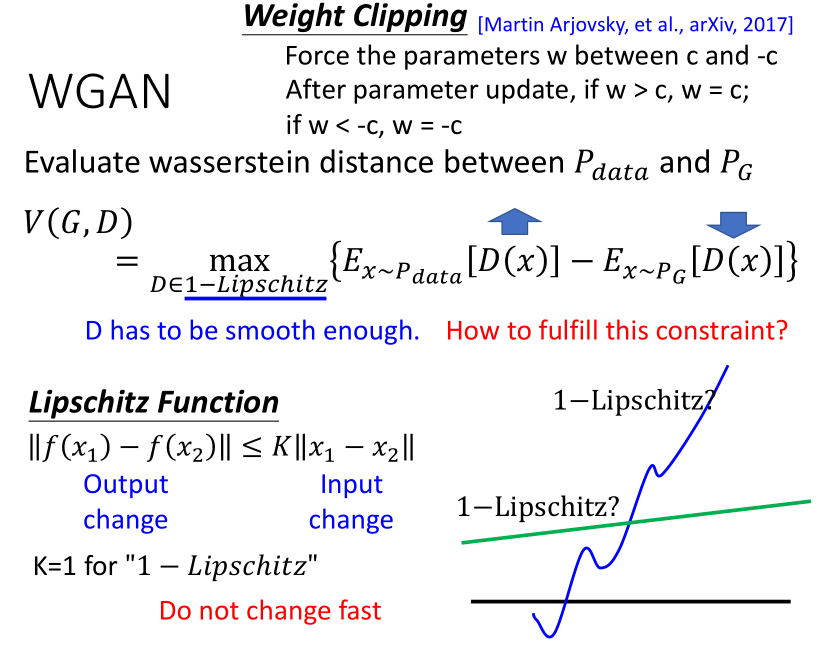 Weight Clipping [Martin Arjovsky, et al., arXiv, 2017]
WGAN
Force the parameters w between c and -c
After parameter update, if w > c, w = c;
if w < -c, w = -c
Evaluate wasserstein distance between $P_{data}$ and $P_G$
$V(G, D)$
$= \max_{D \in 1-Lipschitz} \{E_{x \sim P_{data}}[D(x)] - E_{x \sim P_G}[D(x)]\}$
D has to be smooth enough. How to fulfill this constraint?
Lipschitz Function
$\|f(x_1) - f(x_2)\| \leq K\|x_1 - x_2\|$
Output change
Input change
K=1 for "1 − Lipschitz"
Do not change fast
1−Lipschitz?
1−Lipschitz?